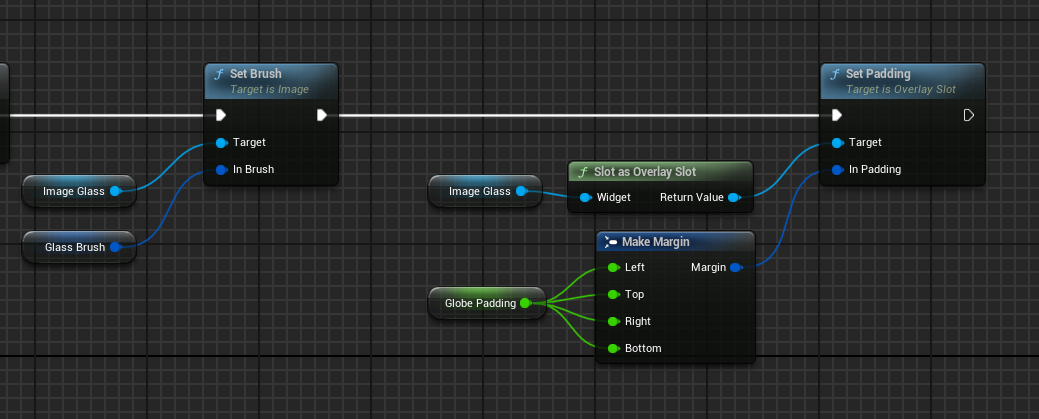 Set Brush
Target is Image
Target
In Brush
Image Glass
Glass Brush
Image Glass
Slot as Overlay Slot
Widget
Return Value
Make Margin
Left
Margin
Top
Right
Bottom
Globe Padding
Set Padding
Target is Overlay Slot
Target
In Padding